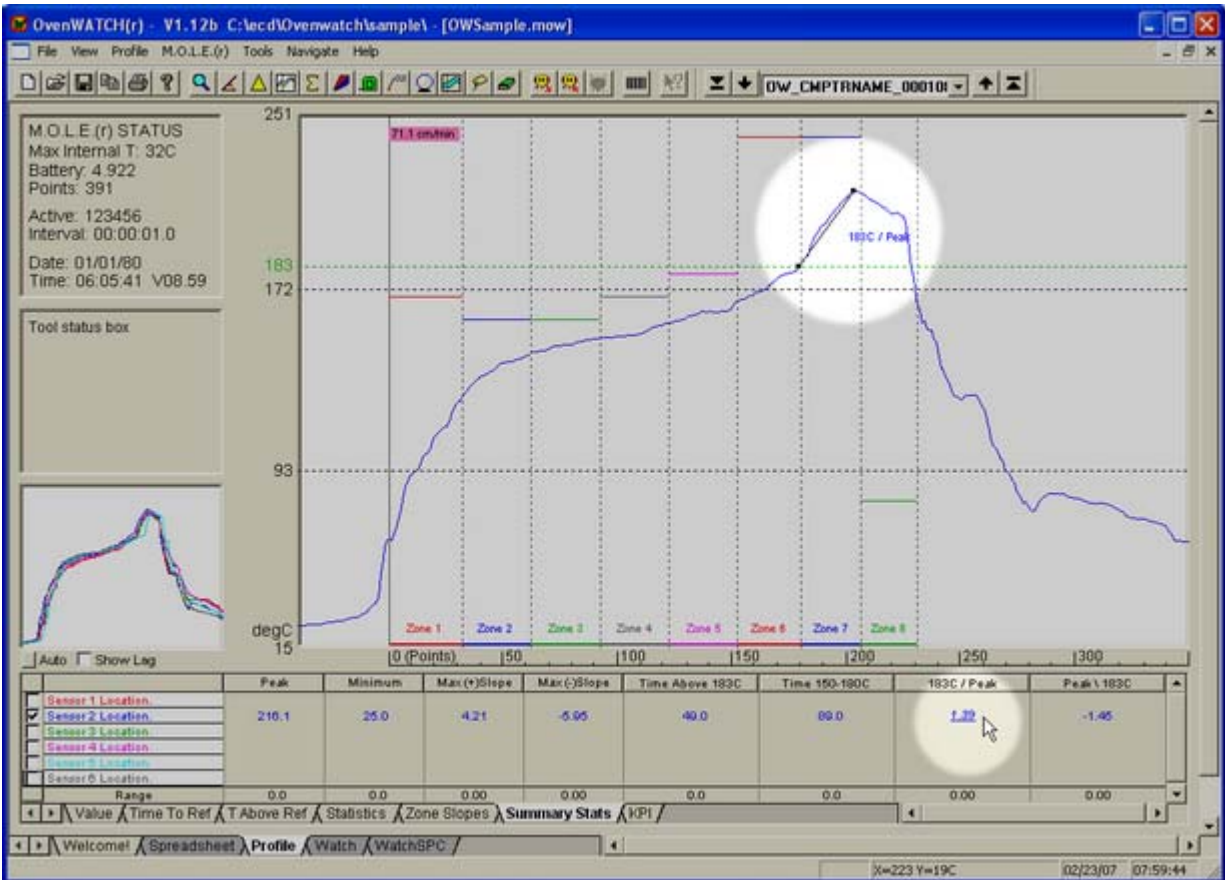 OvenWATCH(r) - V1.12b C:\ecd\Ovenwatch\sample\ - [OWSample.mow]
File View Profile M.O.L.E.(r) Tools Navigate Help
OW_CMPTRNAME_00010
M.O.L.E.(r) STATUS
Max Internal T: 32C
Battery: 4.922
Points: 391
Active: 123456
Interval: 00:00:01.0
Date: 01/01/80
Time: 06:05:41 V08.59
Tool status box
Auto Show Lag
251
71.1 cm/min
183C / Peak
183
172
93
degC
15
Zone 1 Zone 2 Zone 3 Zone 4 Zone 5 Zone 6 Zone 7 Zone 8
0 (Points) 50 100 150 200 250 300
Peak Minimum Max(+)Slope Max(-)Slope Time Above 183C Time 150-180C 183C / Peak Peak \ 183C
Sensor 1 Location.
Sensor 2 Location. 216.1 25.0 4.21 -5.95 49.0 89.0 1.39 -1.46
Sensor 3 Location.
Sensor 4 Location.
Sensor 5 Location.
Sensor 6 Location.
Range 0.0 0.0 0.00 0.00 0.0 0.0 0.00 0.00
Value Time To Ref T Above Ref Statistics Zone Slopes Summary Stats KPI
Welcome! Spreadsheet Profile Watch WatchSPC
X=223 Y=19C 02/23/07 07:59:44